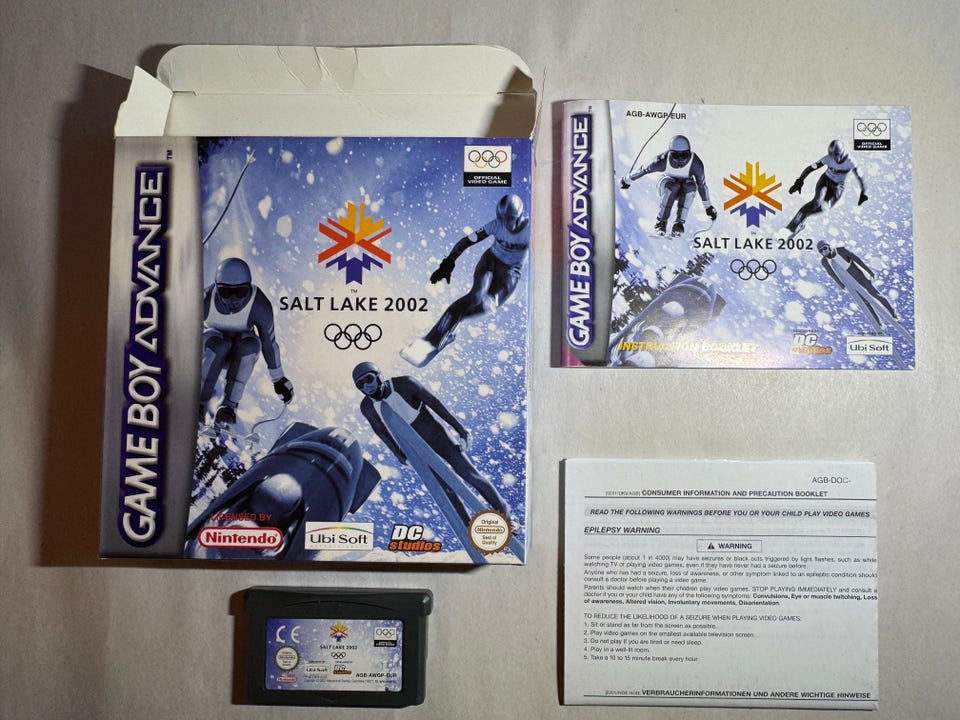 GAME BOY ADVANCE™
OFFICIAL
VIDEO GAME
™
SALT LAKE 2002
LICENSED BY
Nintendo®
Ubi Soft
DC
studios
Original
Nintendo
Seal of
Quality
AGB-AWGP-EUR
GAME BOY ADVANCE™
OFFICIAL
VIDEO GAME
SALT LAKE 2002
INSTRUCTION BOOKLET
DC
studios
Ubi Soft
CE
SALT LAKE 2002
Nintendo
Ubi Soft
DC
AGB-AWGP-EUR
AGB-DOC-
CONSUMER INFORMATION AND PRECAUTION BOOKLET
READ THE FOLLOWING WARNINGS BEFORE YOU OR YOUR CHILD PLAY VIDEO GAMES
EPILEPSY WARNING
WARNING
Some people (about 1 in 4000) may have seizures or black outs triggered by light flashes, such as while
watching TV or playing video games, even if they have never had a seizure before.
Anyone who has had a seizure, loss of awareness, or other symptom linked to an epileptic condition should
consult a doctor before playing a video game.
Parents should watch when their children play video games. STOP PLAYING IMMEDIATELY and consult a
doctor if you or your child have any of the following symptoms: Convulsions, Eye or muscle twitching, Loss
of awareness, Altered vision, Involuntary movements, Disorientation
TO REDUCE THE LIKELIHOOD OF A SEIZURE WHEN PLAYING VIDEO GAMES:
1. Sit or stand as far from the screen as possible.
2. Play video games on the smallest available television screen.
3. Do not play if you are tired or need sleep.
4. Play in a well-lit room.
5. Take a 10 to 15 minute break every hour.
VERBRAUCHERINFORMATIONEN UND ANDERE WICHTIGE HINWEISE